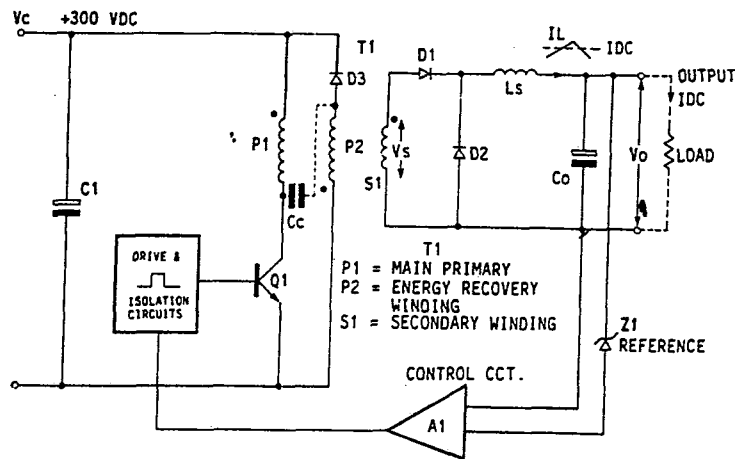 Vc +300 VDC
T1
D3
P1
P2
Cc
C1
DRIVE &
ISOLATION
CIRCUITS
Q1
IL
IDC
D1
Ls
OUTPUT
IDC
Vs
S1
D2
Co
Vo
LOAD
T1
P1 = MAIN PRIMARY
P2 = ENERGY RECOVERY
WINDING
S1 = SECONDARY WINDING
Z1
REFERENCE
CONTROL CCT.
A1